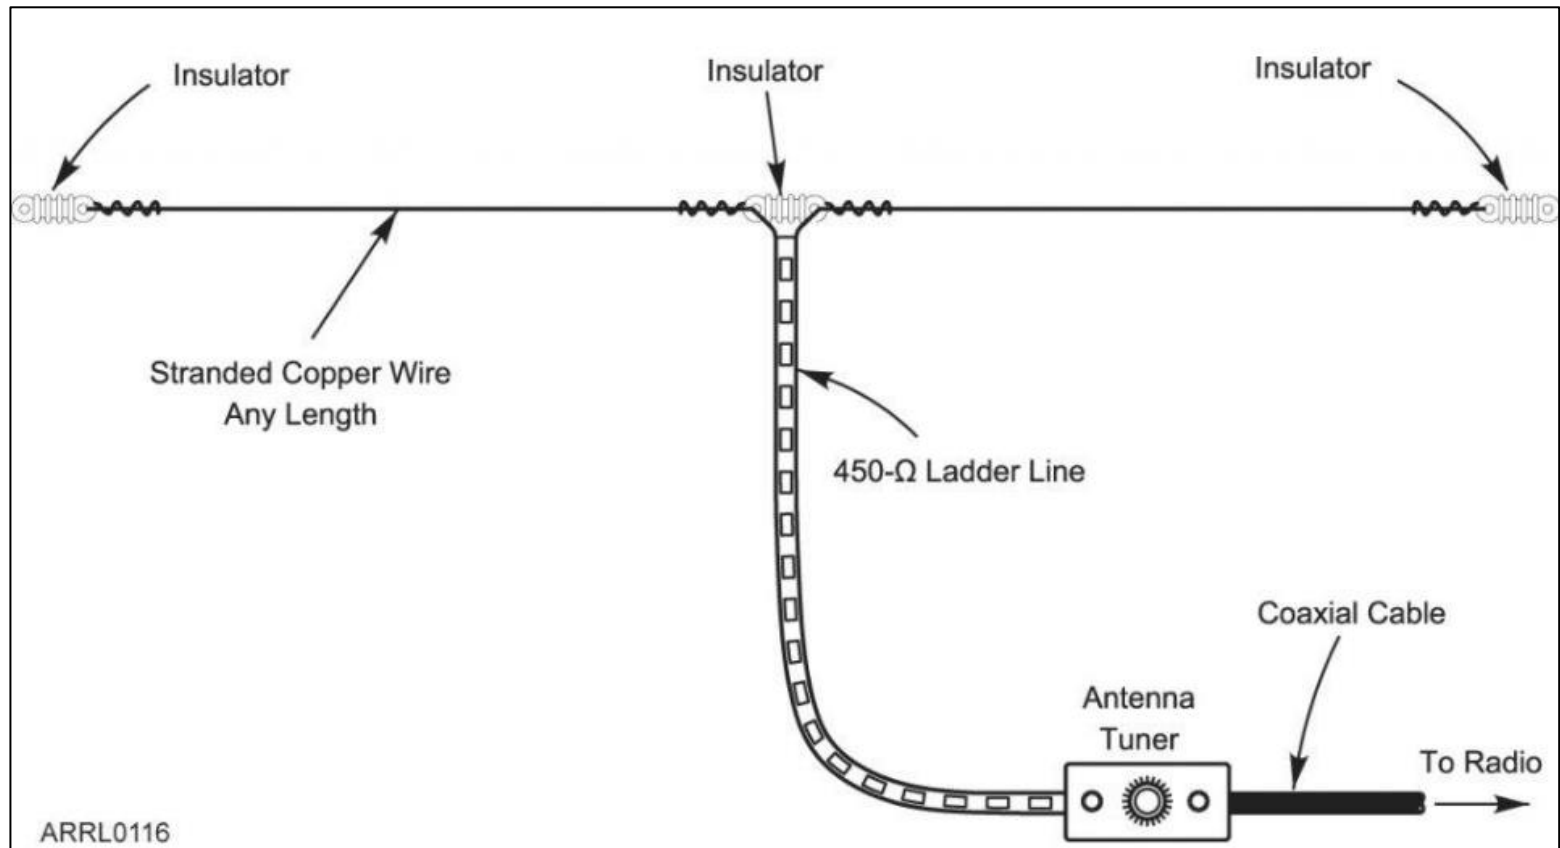 Insulator
Insulator
Insulator
Stranded Copper Wire
Any Length
450-Ω Ladder Line
Coaxial Cable
Antenna
Tuner
To Radio
ARRL0116